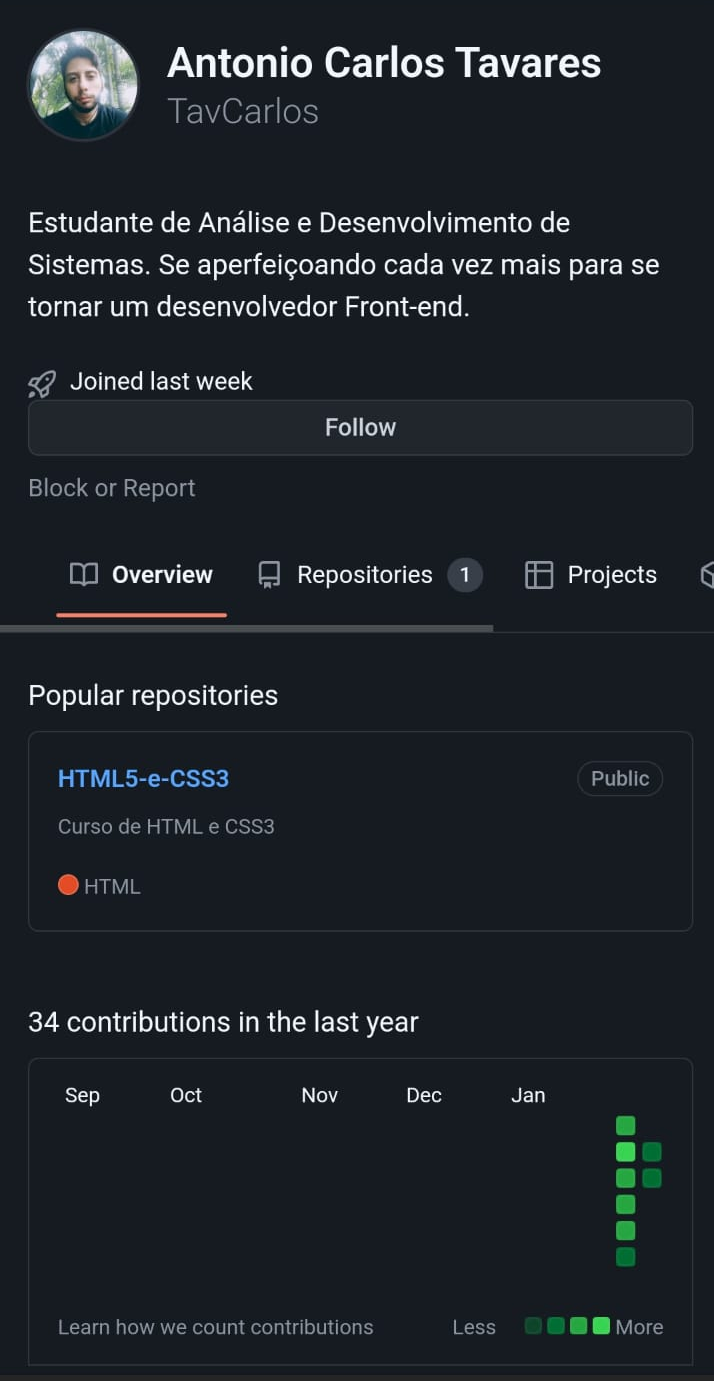 Antonio Carlos Tavares
TavCarlos
Estudante de Análise e Desenvolvimento de
Sistemas. Se aperfeiçoando cada vez mais para se
tornar um desenvolvedor Front-end.
Joined last week
Follow
Block or Report
Overview Repositories 1 Projects
Popular repositories
HTML5-e-CSS3 Public
Curso de HTML e CSS3
HTML
34 contributions in the last year
Sep Oct Nov Dec Jan
Learn how we count contributions Less More